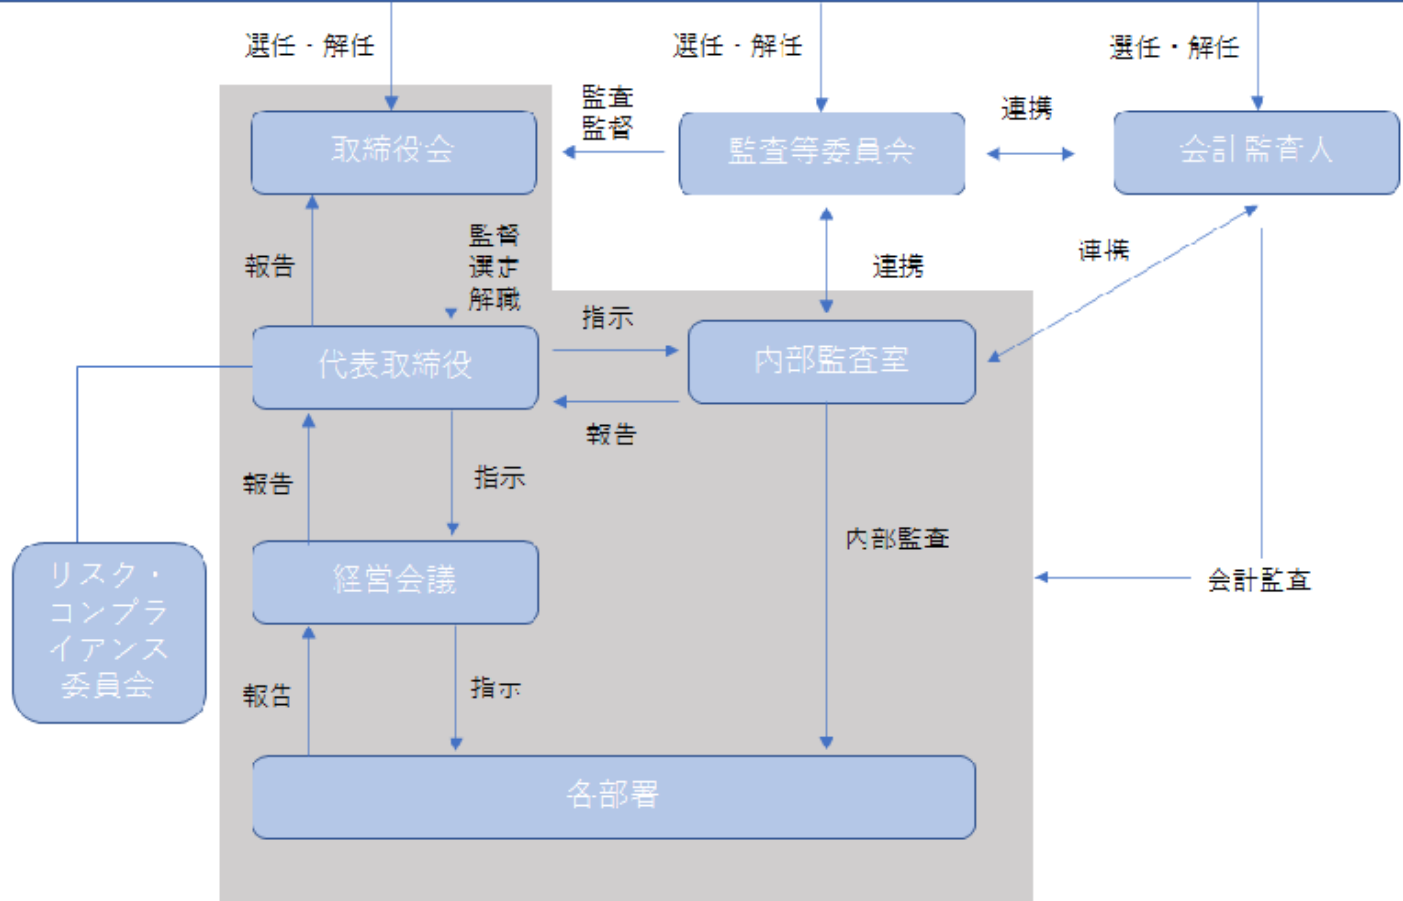 選任・解任
選任・解任
選任・解任
監査
監督
連携
取締役会
監査等委員会
会計監査人
報告
監督
選定
解職
連携
連携
指示
代表取締役
内部監査室
報告
報告
指示
内部監査
リスク・
コンプラ
イアンス
委員会
経営会議
会計監査
報告
指示
各部署